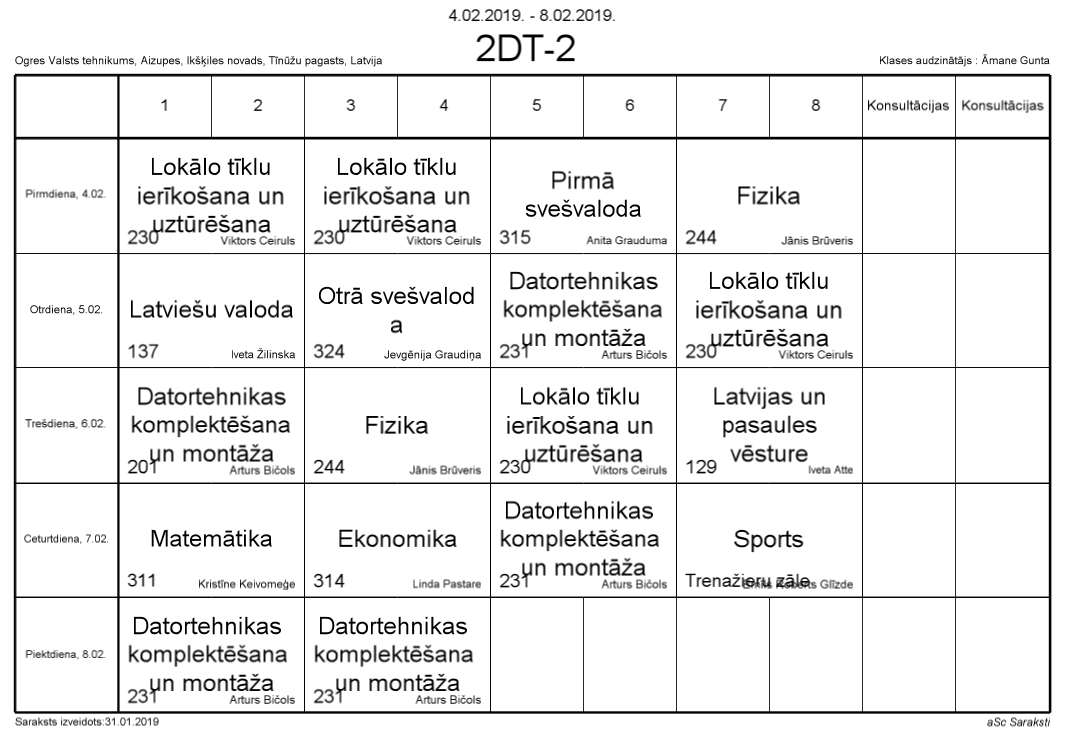 4.02.2019. - 8.02.2019.
2DT-2
Ogres Valsts tehnikums, Aizupes, Ikšķiles novads, Tīnūžu pagasts, Latvija
Klases audzinātājs : Āmane Gunta
1 2 3 4 5 6 7 8 Konsultācijas Konsultācijas
Pirmdiena, 4.02.
Lokālo tīklu
ierīkošana un
uztūrēšana
230 Viktors Ceiruls
Lokālo tīklu
ierīkošana un
uztūrēšana
230 Viktors Ceiruls
Pirmā
svešvaloda
315 Anita Grauduma
Fizika
244 Jānis Brūveris
Otrdiena, 5.02.
Latviešu valoda
137 Iveta Žilinska
Otrā svešvalod
a
324 Jevgēnija Graudiņa
Datortehnikas
komplektēšana
un montāža
231 Arturs Bičols
Lokālo tīklu
ierīkošana un
uztūrēšana
230 Viktors Ceiruls
Trešdiena, 6.02.
Datortehnikas
komplektēšana
un montāža
201 Arturs Bičols
Fizika
244 Jānis Brūveris
Lokālo tīklu
ierīkošana un
uztūrēšana
230 Viktors Ceiruls
Latvijas un
pasaules
vēsture
129 Iveta Atte
Ceturtdiena, 7.02.
Matemātika
311 Kristīne Keivomeģe
Ekonomika
314 Linda Pastare
Datortehnikas
komplektēšana
un montāža
231 Arturs Bičols
Sports
Trenažieru zāle Glīzde
Piektdiena, 8.02.
Datortehnikas
komplektēšana
un montāža
231 Arturs Bičols
Datortehnikas
komplektēšana
un montāža
231 Arturs Bičols
Saraksts izveidots:31.01.2019
aSc Saraksti